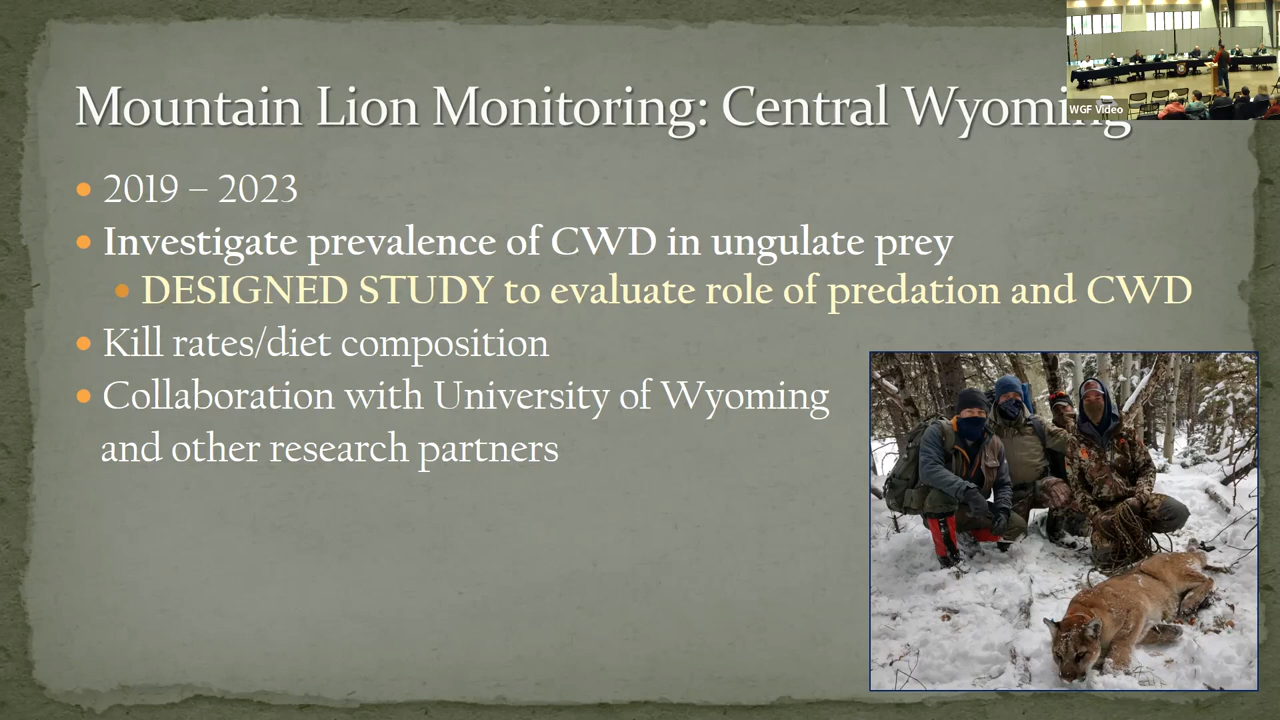 Mountain Lion Monitoring: Central Wyoming
WGF Video
• 2019 – 2023
• Investigate prevalence of CWD in ungulate prey
• DESIGNED STUDY to evaluate role of predation and CWD
• Kill rates/diet composition
• Collaboration with University of Wyoming
and other research partners